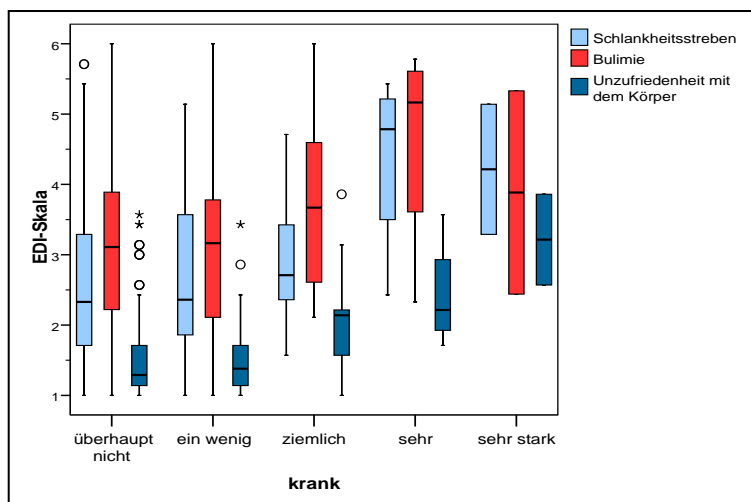 Schlankheitsstreben
Bulimie
Unzufriedenheit mit
dem Körper
EDI-Skala
6
5
4
3
2
1
überhaupt
nicht
ein wenig
ziemlich
sehr
sehr stark
krank